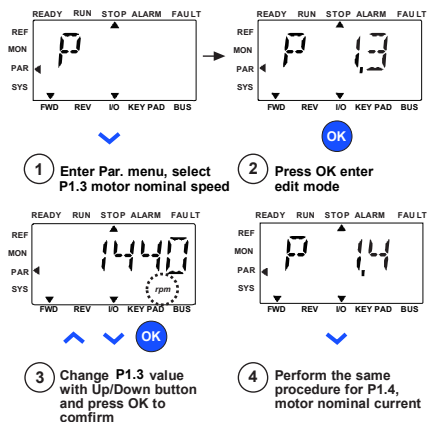 READY RUN STOP ALARM FAULT
REF
MON
PAR
SYS
P
FWD REV I/O KEYPAD BUS
1 Enter Par. menu, select
P1.3 motor nominal speed
READY RUN STOP ALARM FAULT
REF
MON
PAR
SYS
P 1,3
FWD REV I/O KEYPAD BUS
OK
2 Press OK enter
edit mode
READY RUN STOP ALARM FAULT
REF
MON
PAR
SYS
1440
rpm
FWD REV I/O KEYPAD BUS
OK
3 Change P1.3 value
with Up/Down button
and press OK to
comfirm
READY RUN STOP ALARM FAULT
REF
MON
PAR
SYS
P 1,4
FWD REV I/O KEYPAD BUS
4 Perform the same
procedure for P1.4,
motor nominal current